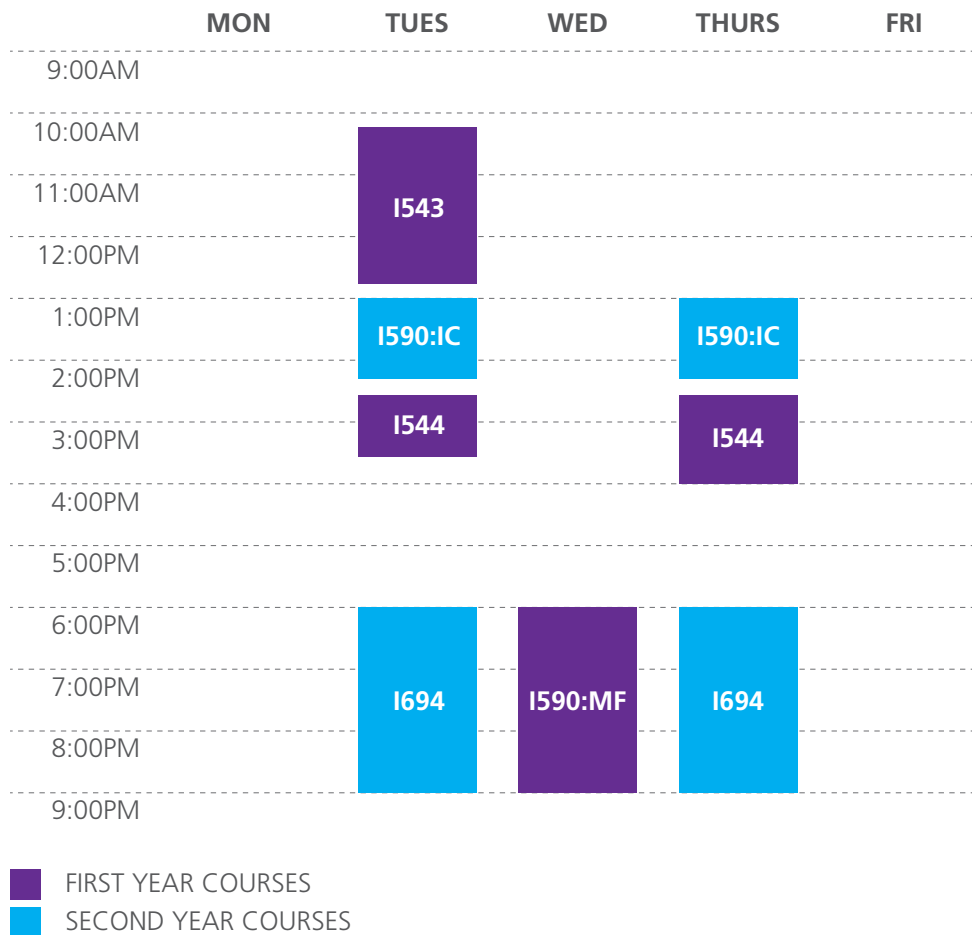 MON TUES WED THURS FRI
9:00AM
10:00AM
11:00AM
I543
12:00PM
1:00PM
I590:IC I590:IC
2:00PM
I544
3:00PM
I544
4:00PM
5:00PM
6:00PM
7:00PM
I694 I590:MF I694
8:00PM
9:00PM
FIRST YEAR COURSES
SECOND YEAR COURSES